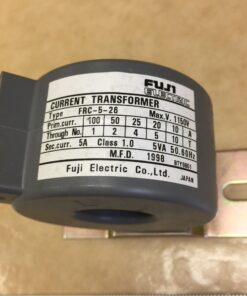 FUJI
ELECTRIC
CURRENT TRANSFORMER
Type FRC-5-26 Max.V. 1150V
Prim.curr. 100 50 25 20 10 A
Through No. 1 2 4 5 10 T
Sec.curr. 5A Class 1.0 5VA 50.60Hz
M.F.D. 1998
Fuji Electric Co.,Ltd.
JAPAN